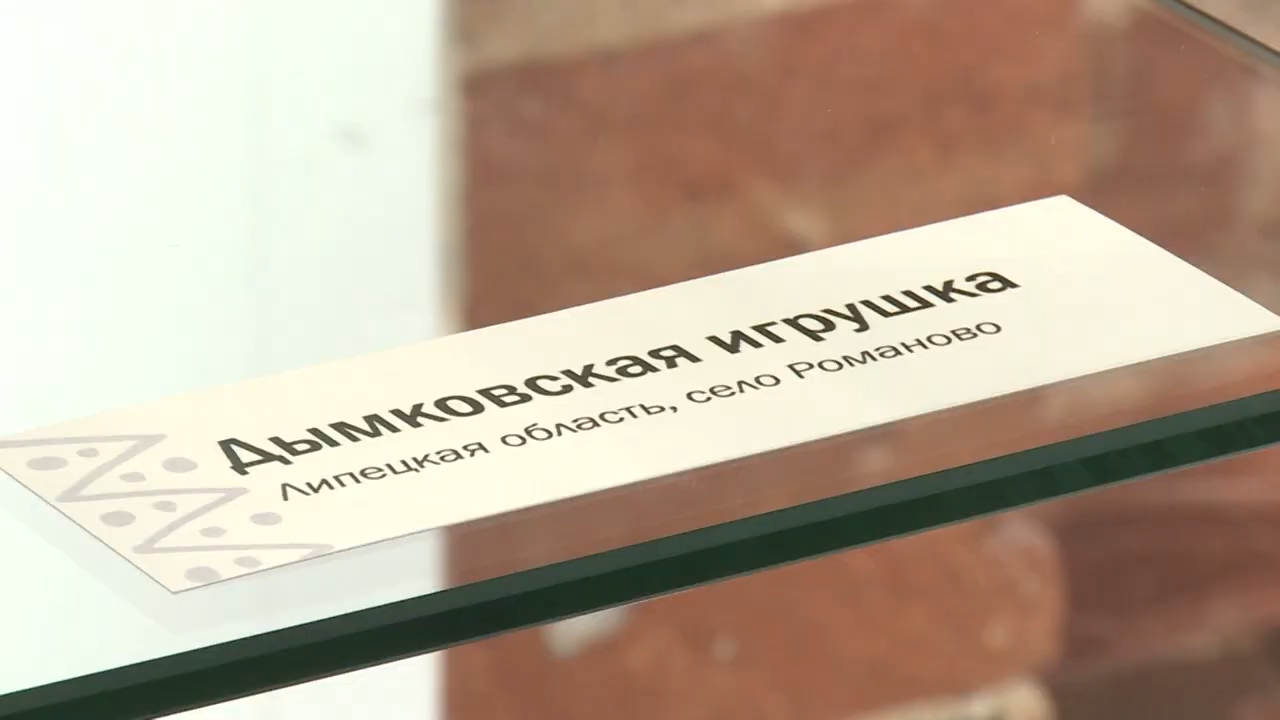 Дымковская игрушка
Липецкая область, село Романово